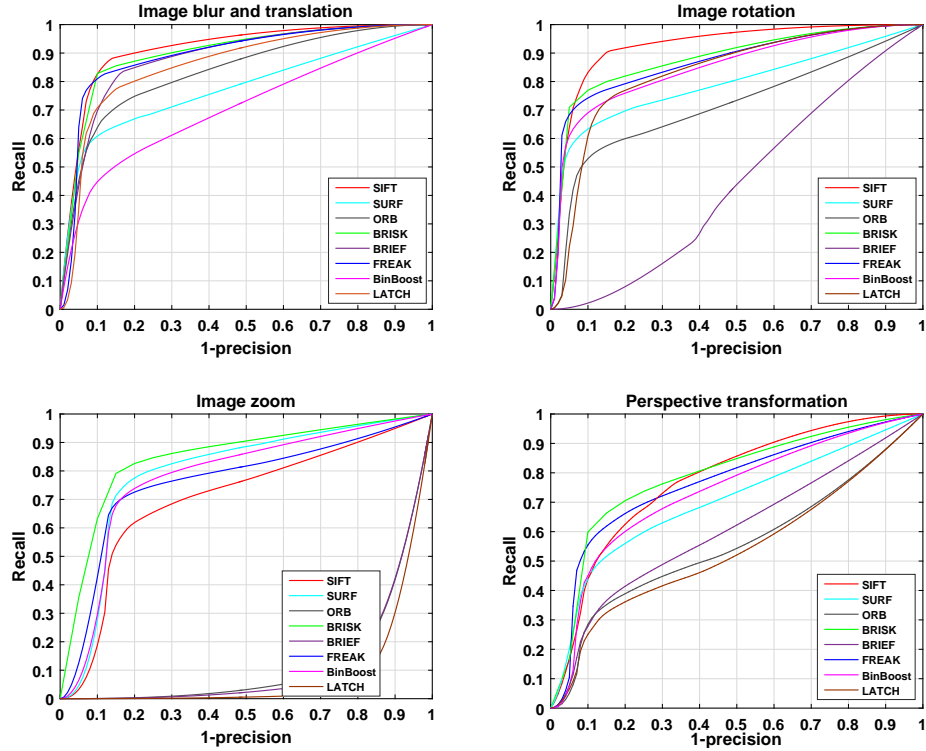 Image blur and translation
1
0.9
0.8
0.7
0.6
0.5
0.4
0.3
0.2
0.1
0
Recall
SIFT
SURF
ORB
BRISK
BRIEF
FREAK
BinBoost
LATCH
0 0.1 0.2 0.3 0.4 0.5 0.6 0.7 0.8 0.9 1
1-precision
Image rotation
1
0.9
0.8
0.7
0.6
0.5
0.4
0.3
0.2
0.1
0
Recall
SIFT
SURF
ORB
BRISK
BRIEF
FREAK
BinBoost
LATCH
0 0.1 0.2 0.3 0.4 0.5 0.6 0.7 0.8 0.9 1
1-precision
Image zoom
1
0.9
0.8
0.7
0.6
0.5
0.4
0.3
0.2
0.1
0
Recall
SIFT
SURF
ORB
BRISK
BRIEF
FREAK
BinBoost
LATCH
0 0.1 0.2 0.3 0.4 0.5 0.6 0.7 0.8 0.9 1
1-precision
Perspective transformation
1
0.9
0.8
0.7
0.6
0.5
0.4
0.3
0.2
0.1
0
Recall
SIFT
SURF
ORB
BRISK
BRIEF
FREAK
BinBoost
LATCH
0 0.1 0.2 0.3 0.4 0.5 0.6 0.7 0.8 0.9 1
1-precision